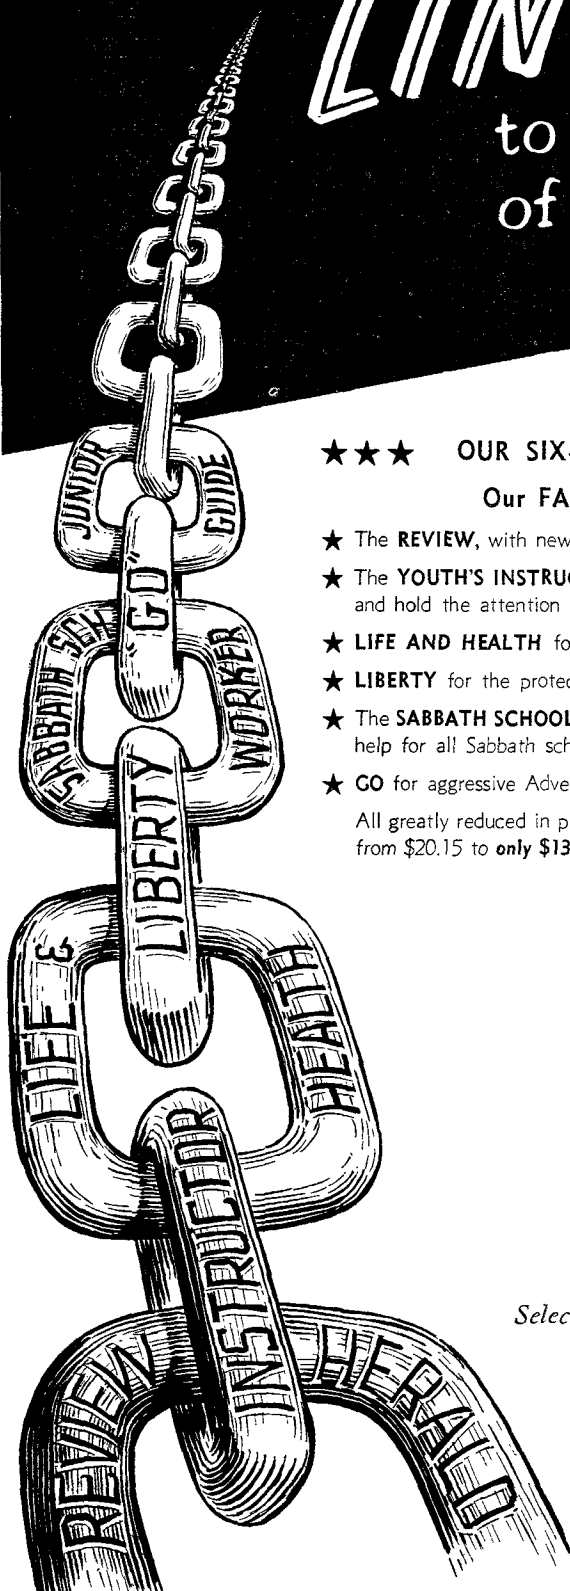 LIN
to
of
★★★ OUR SIX-
Our FA
★ The REVIEW, with new
★ The YOUTH'S INSTRUC
and hold the attention
★ LIFE AND HEALTH fo
★ LIBERTY for the protec
★ The SABBATH SCHOOL
help for all Sabbath sch
★ GO for aggressive Adve
All greatly reduced in p
from $20.15 to only $13
Selec
JUNIOR GUIDE
"GO"
SABBATH SCH WORKER
LIBERTY
LIFE & HEALTH
INSTRUCTOR
REVIEW HERALD